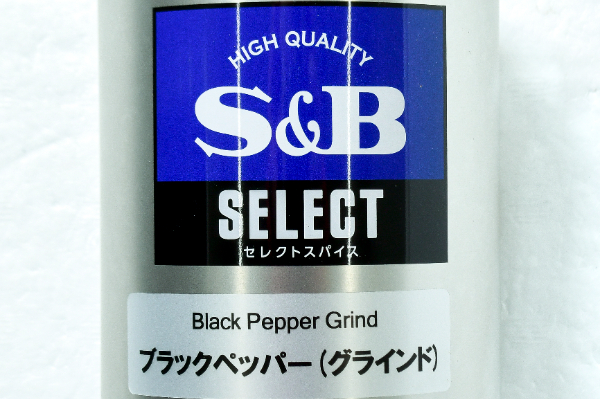 HIGH QUALITY
S&B
SELECT
セレクトスパイス
Black Pepper Grind
ブラックペッパー(グラインド)